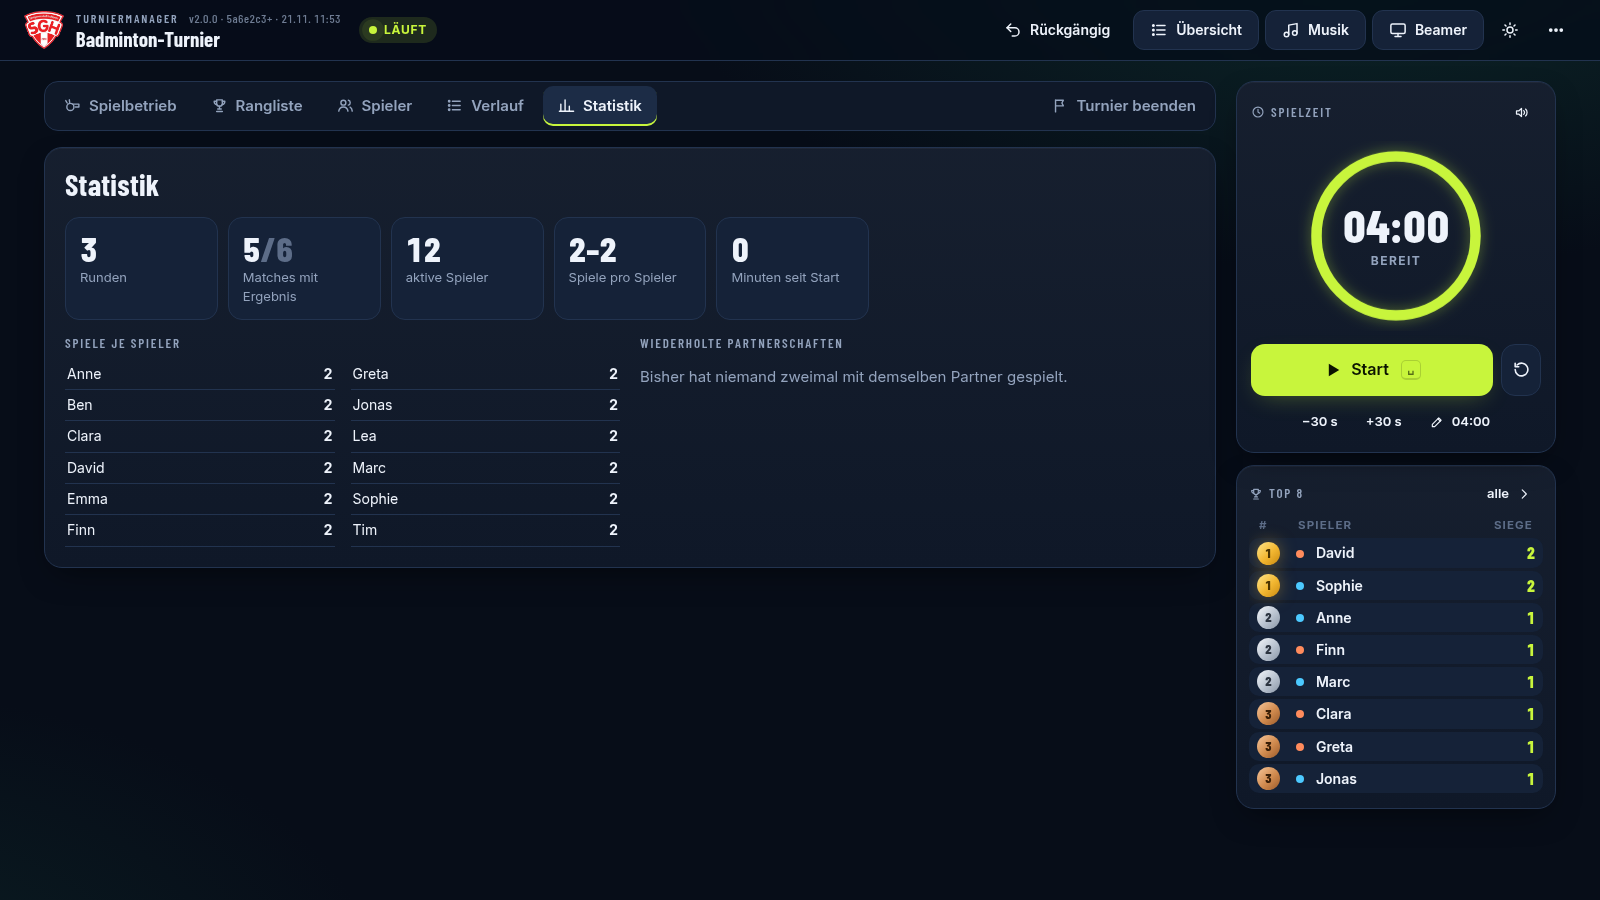 SGH
TURNIERMANAGER v2.0.0 · 5a6e2c3+ · 21.11. 11:53
Badminton-Turnier
LÄUFT
Rückgängig
Übersicht
Musik
Beamer
Spielbetrieb
Rangliste
Spieler
Verlauf
Statistik
Turnier beenden
Statistik
3
Runden
5/6
Matches mit
Ergebnis
12
aktive Spieler
2–2
Spiele pro Spieler
0
Minuten seit Start
SPIELE JE SPIELER
Anne 2
Ben 2
Clara 2
David 2
Emma 2
Finn 2
Greta 2
Jonas 2
Lea 2
Marc 2
Sophie 2
Tim 2
WIEDERHOLTE PARTNERSCHAFTEN
Bisher hat niemand zweimal mit demselben Partner gespielt.
SPIELZEIT
04:00
BEREIT
Start ␣
−30 s
+30 s
04:00
TOP 8
alle
# SPIELER SIEGE
1 David 2
1 Sophie 2
2 Anne 1
2 Finn 1
2 Marc 1
3 Clara 1
3 Greta 1
3 Jonas 1